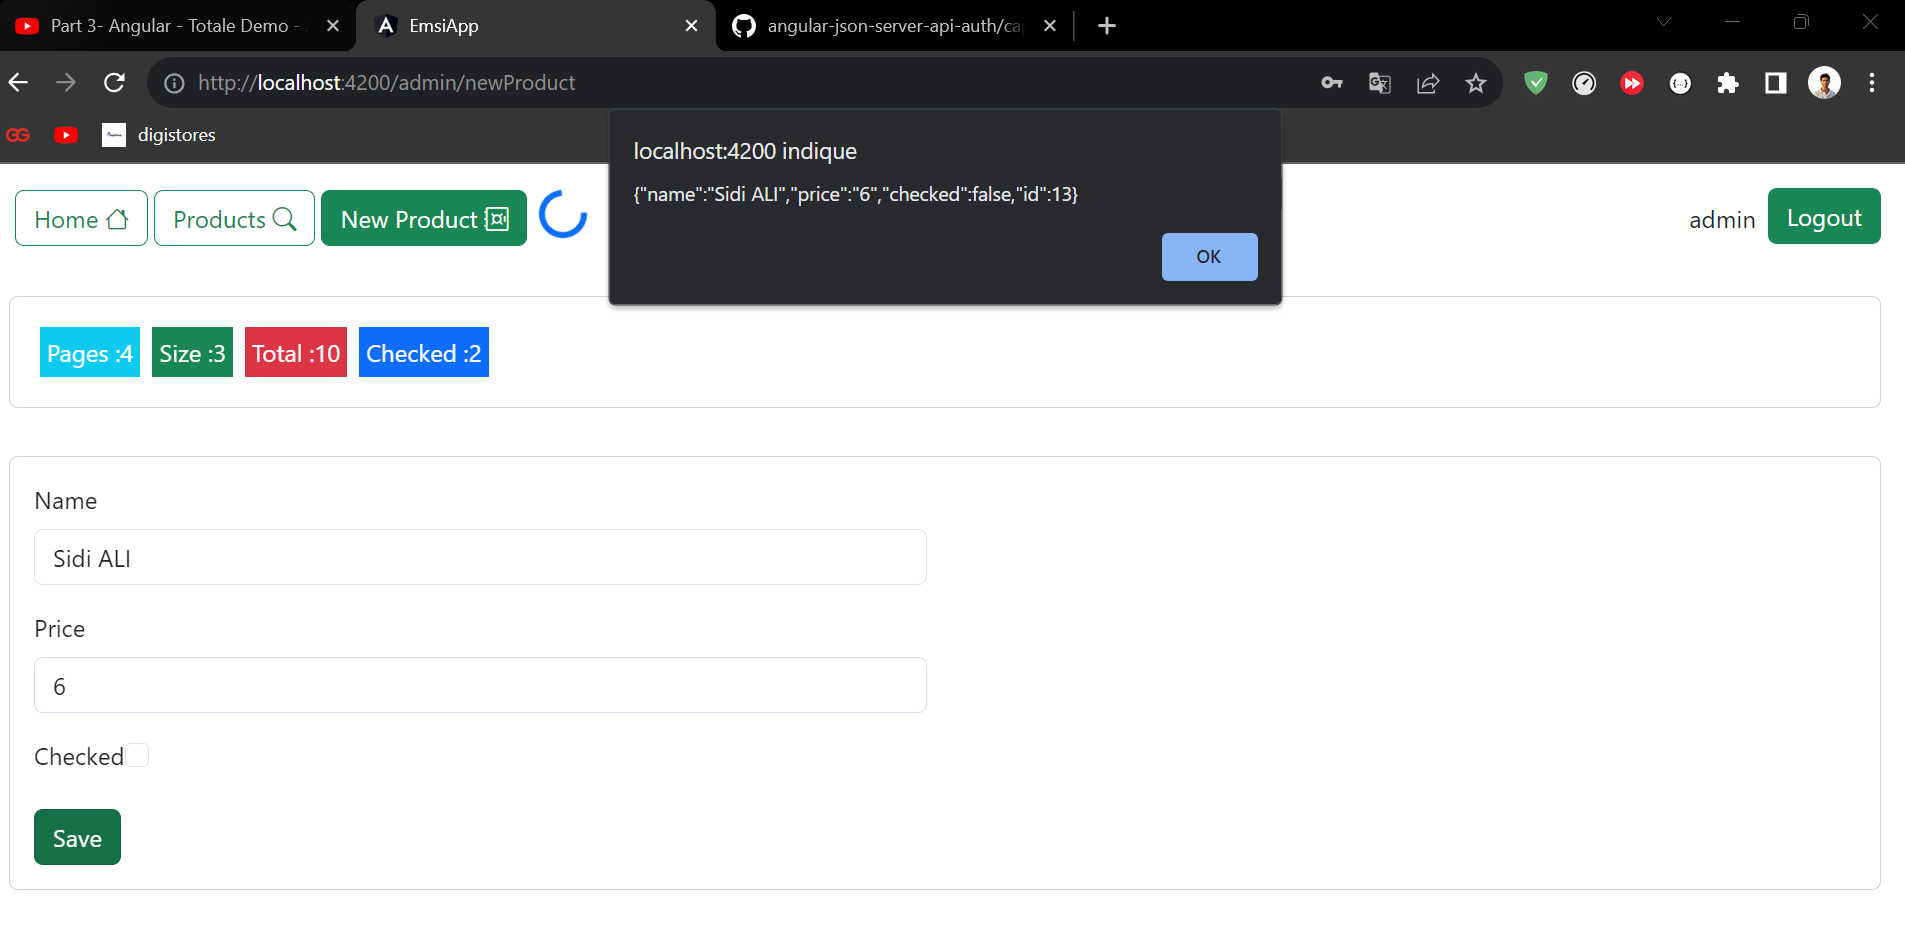 Part 3- Angular - Totale Demo -
EmsiApp
angular-json-server-api-auth/ca
http://localhost:4200/admin/newProduct
GG
digistores
localhost:4200 indique
{"name":"Sidi ALI","price":"6","checked":false,"id":13}
OK
Home
Products
New Product
admin
Logout
Pages :4
Size :3
Total :10
Checked :2
Name
Sidi ALI
Price
6
Checked
Save